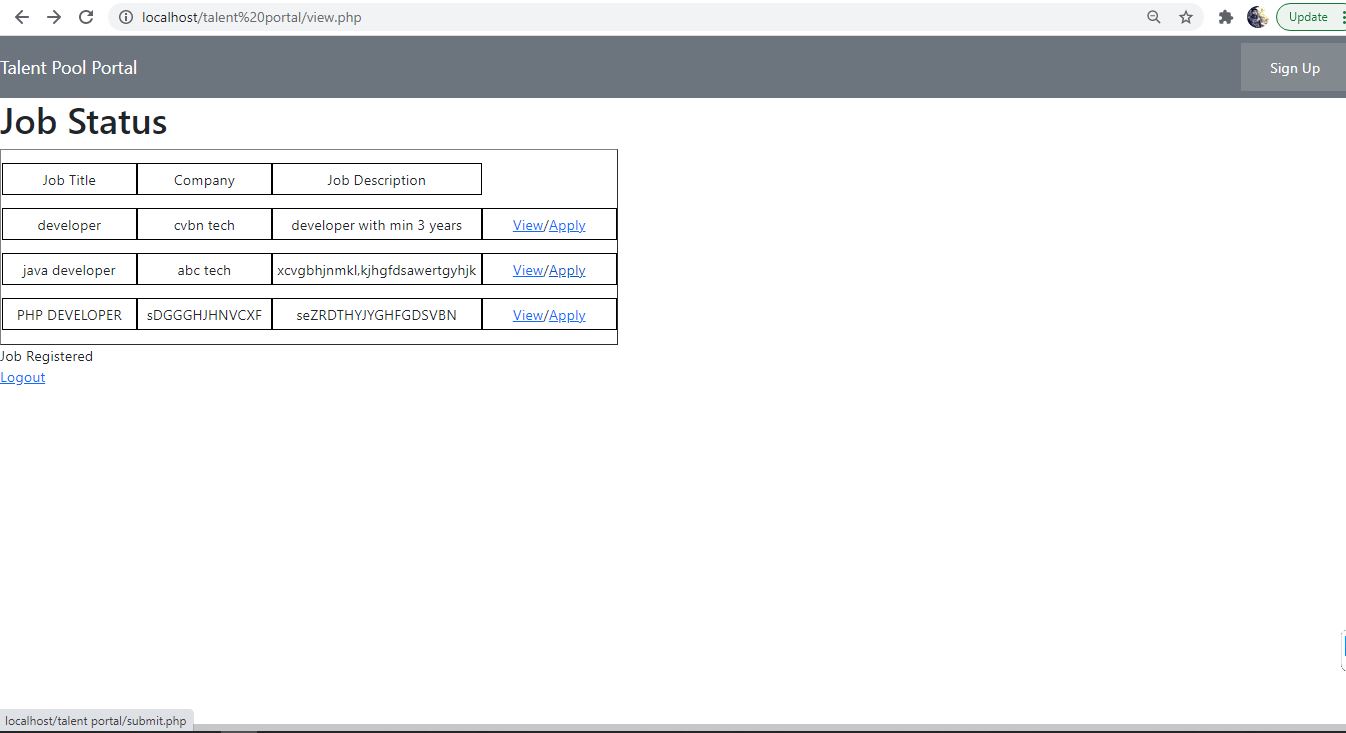 localhost/talent%20portal/view.php
Update
Talent Pool Portal
Sign Up
Job Status
Job Title Company Job Description
developer cvbn tech developer with min 3 years View/Apply
java developer abc tech xcvgbhjnmkl,kjhgfdsawertgyhjk View/Apply
PHP DEVELOPER sDGGGHJHNVCXF seZRDTHYJYGHFGDSVBN View/Apply
Job Registered
Logout
localhost/talent portal/submit.php